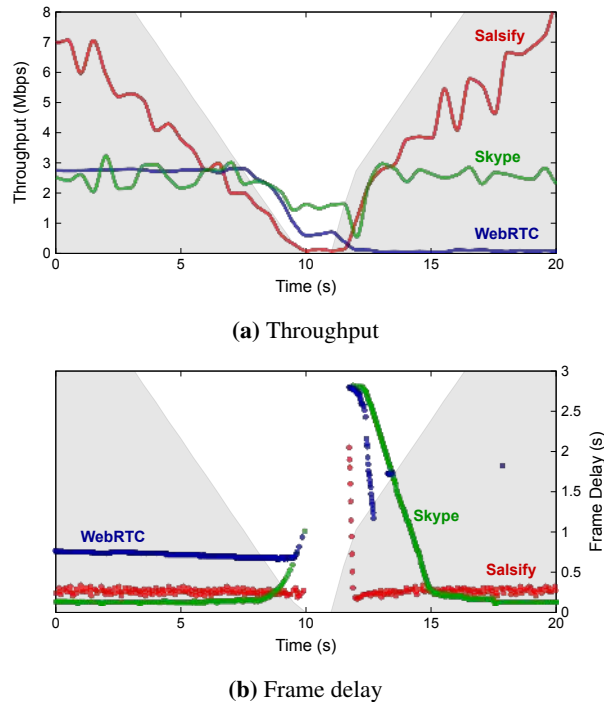 8
7
6
5
4
3
2
1
0
Throughput (Mbps)
Salsify
Skype
WebRTC
0 5 10 15 20
Time (s)
(a) Throughput
3
2.5
2
1.5
1
0.5
0
Frame Delay (s)
WebRTC
Skype
Salsify
0 5 10 15 20
Time (s)
(b) Frame delay